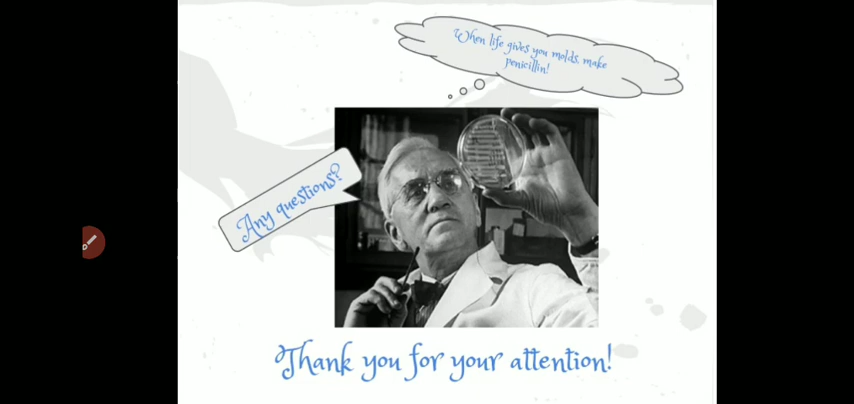 When life gives you molds, make
penicillin!
Any questions?
Thank you for your attention!